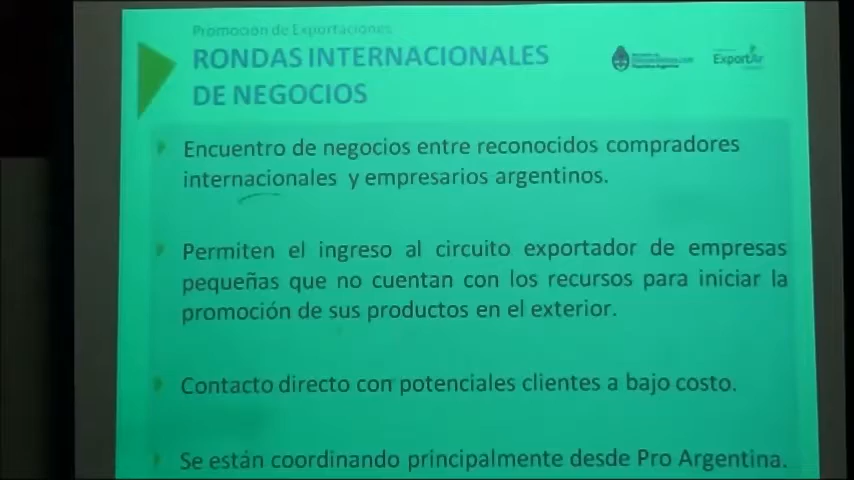 Promoción de Exportaciones
RONDAS INTERNACIONALES
DE NEGOCIOS
ExportAr
Encuentro de negocios entre reconocidos compradores
internacionales y empresarios argentinos.
Permiten el ingreso al circuito exportador de empresas
pequeñas que no cuentan con los recursos para iniciar la
promoción de sus productos en el exterior.
Contacto directo con potenciales clientes a bajo costo.
Se están coordinando principalmente desde Pro Argentina.